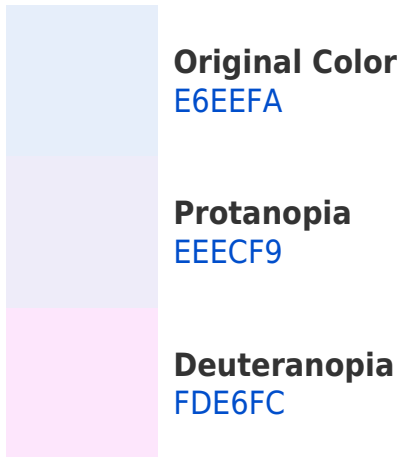 Original Color
E6EEFA
Protanopia
EEECF9
Deuteranopia
FDE6FC